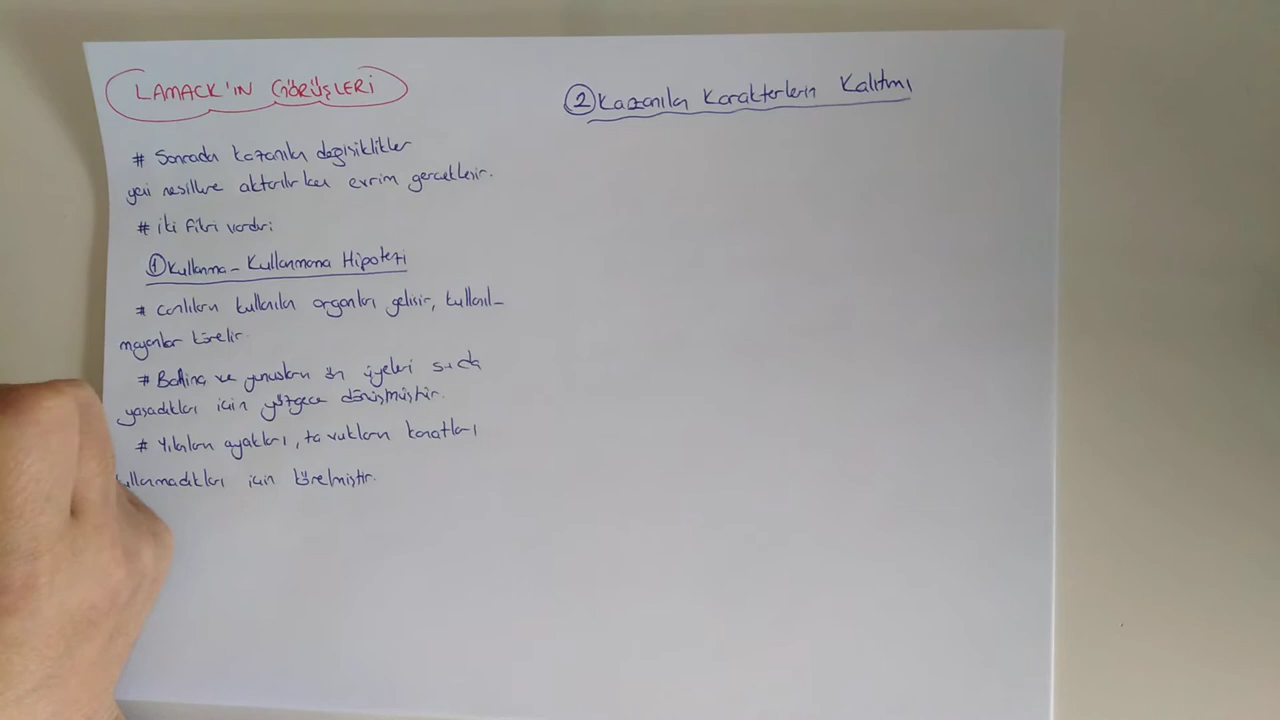 LAMACK'IN GÖRÜŞLERİ
# Sonradan kazanılan değişiklikler
yeni nesillere aktarılırken evrim gerçekleşir.
# iki fikri vardır;
① Kullanma - Kullanmama Hipotezi
# canlıların kullanılan organları gelişir, kullanıl-
mayanlar körelir.
# Balina ve yunusların ön üyeleri suda
yaşadıkları için yüzgece dönüşmüştür.
# Yılanların ayakları, tavukların kanatları
kullanmadıkları için körelmiştir.
② Kazanılan Karakterlerin Kalıtımı